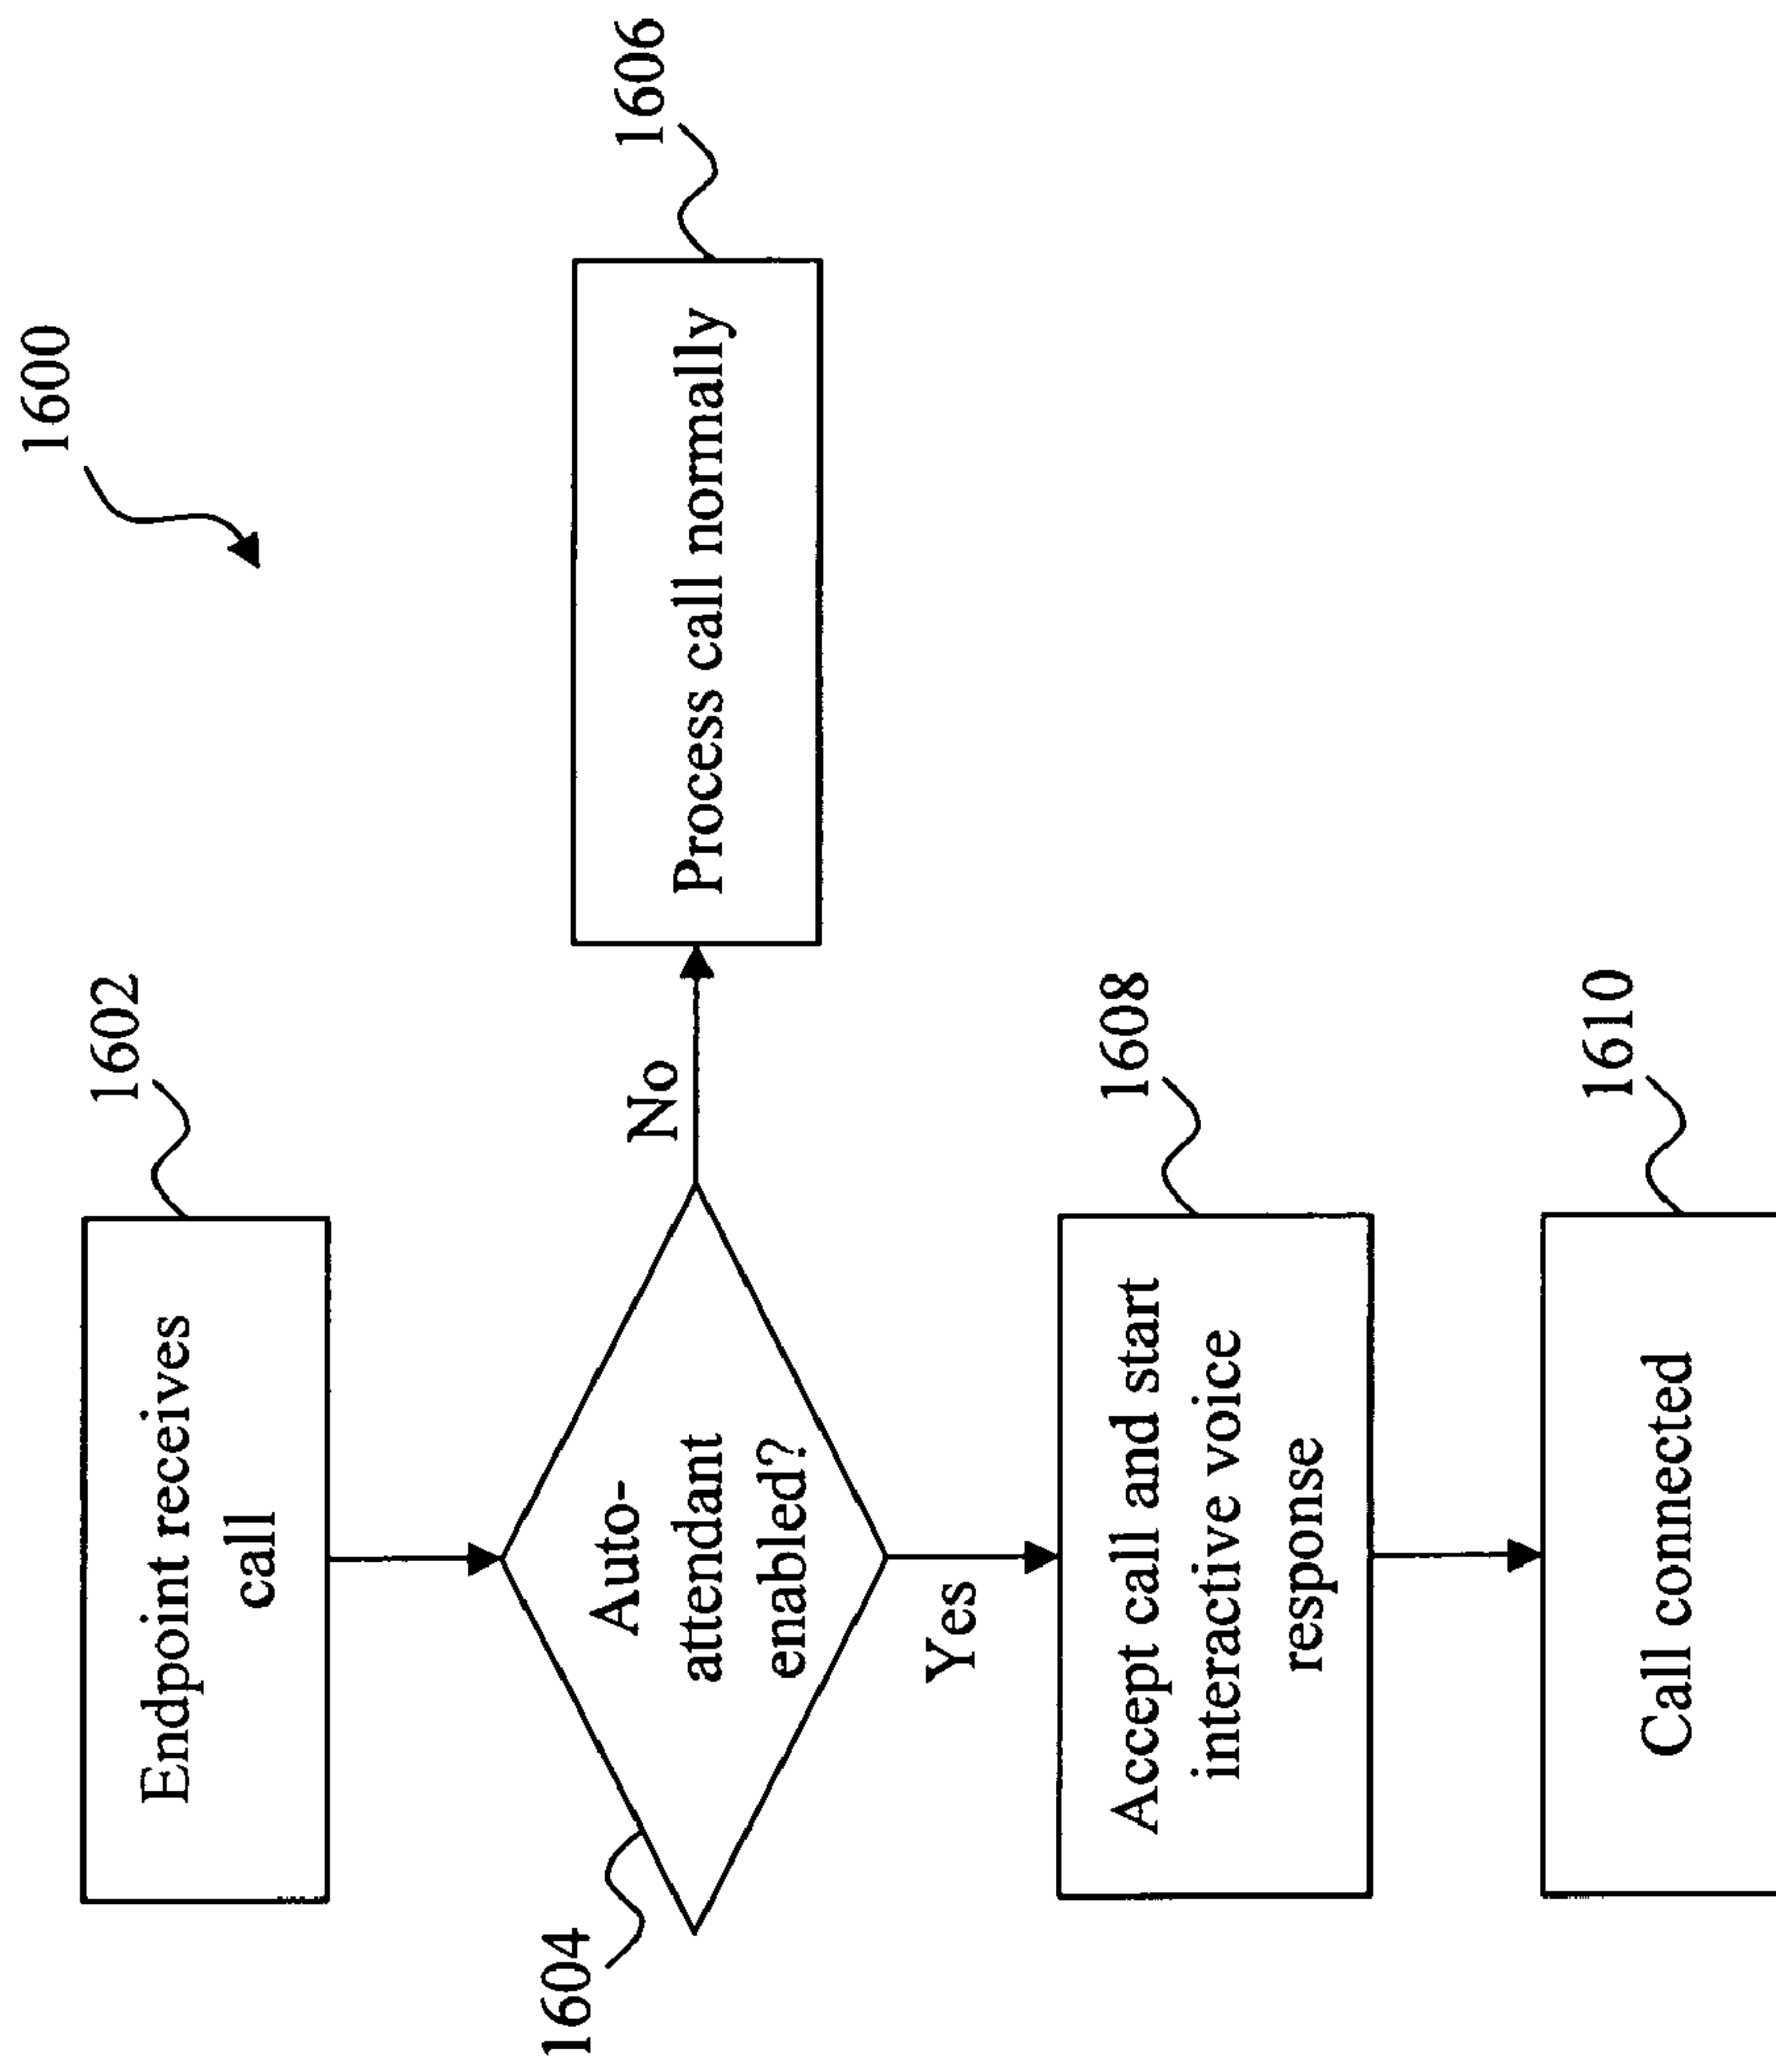 1600
1602
Endpoint receives
call
1604
Auto-
attendant
enabled?
No
1606
Process call normally
Yes
1608
Accept call and start
interactive voice
response
1610
Call connected